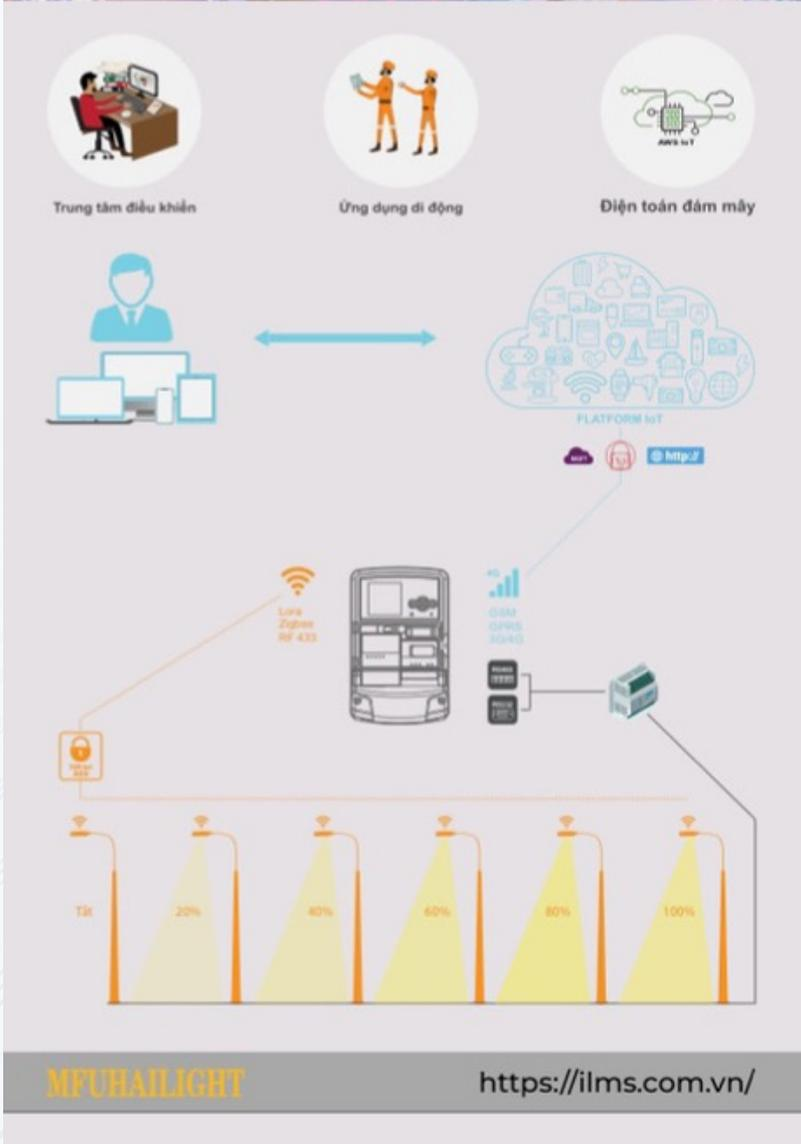 AWS IoT
Trung tâm điều khiển
Ứng dụng di động
Điện toán đám mây
FLATFORM IoT
http://
4G
Lora
Zigbee
RF 433
GSM
GPRS
3G/4G
Tắt
20%
40%
60%
80%
100%
MFUHAILIGHT
https://ilms.com.vn/